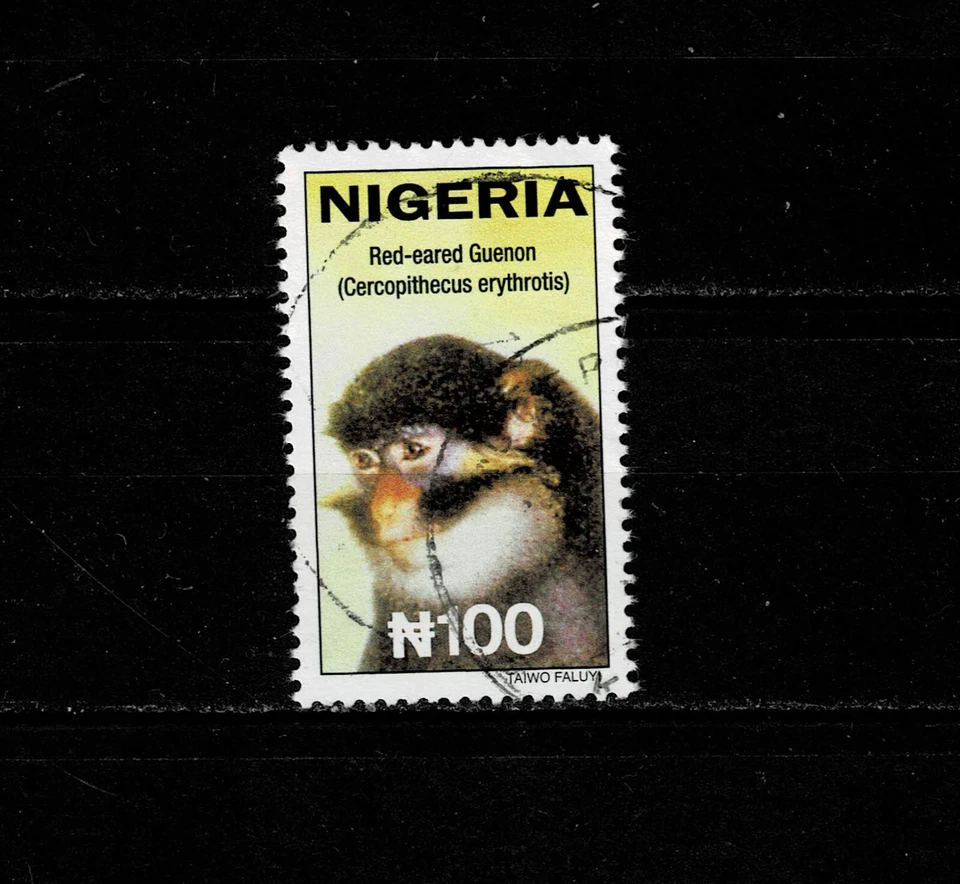 NIGERIA
Red-eared Guenon
(Cercopithecus erythrotis)
₦100
TAIWO FALUYI
P
K